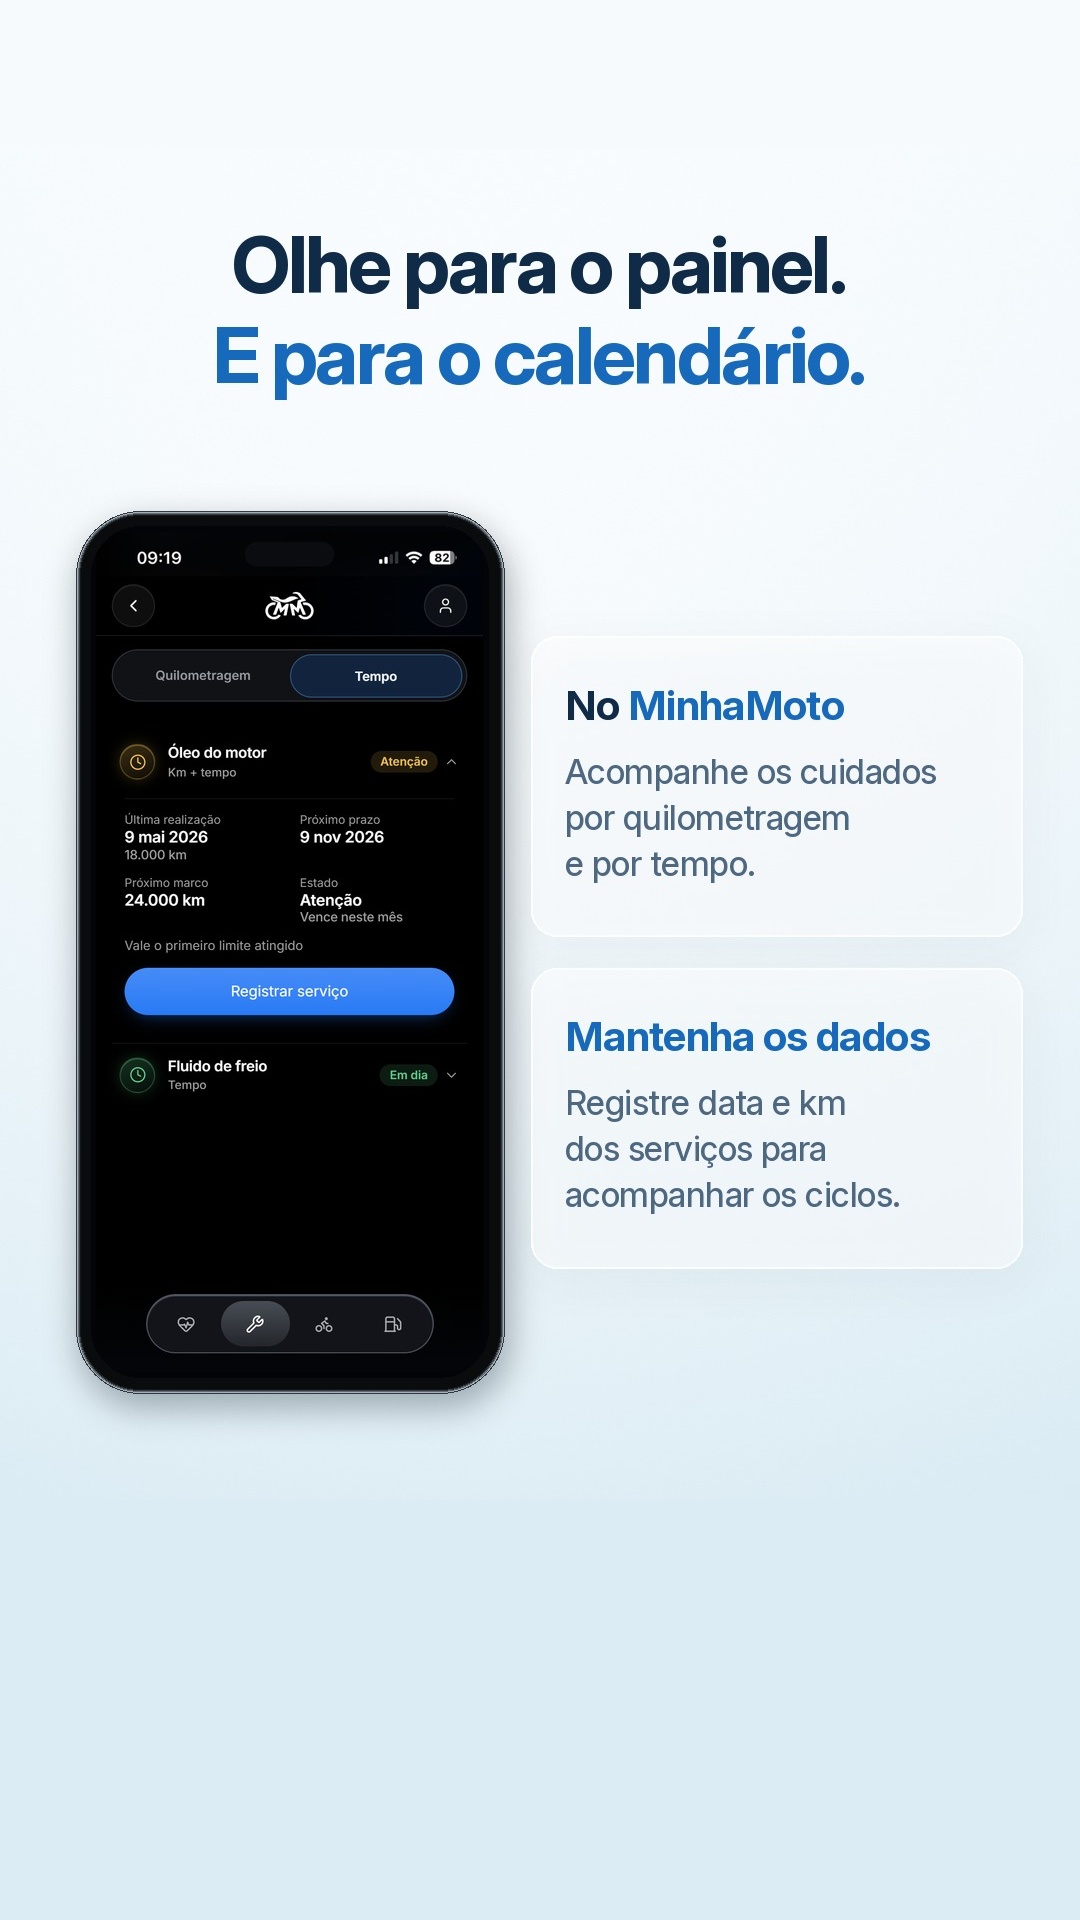 Olhe para o painel.
E para o calendário.
09:19
82
MM
Quilometragem
Tempo
Óleo do motor
Km + tempo
Atenção
Última realização
9 mai 2026
18.000 km
Próximo prazo
9 nov 2026
Próximo marco
24.000 km
Estado
Atenção
Vence neste mês
Vale o primeiro limite atingido
Registrar serviço
Fluido de freio
Tempo
Em dia
No MinhaMoto
Acompanhe os cuidados
por quilometragem
e por tempo.
Mantenha os dados
Registre data e km
dos serviços para
acompanhar os ciclos.